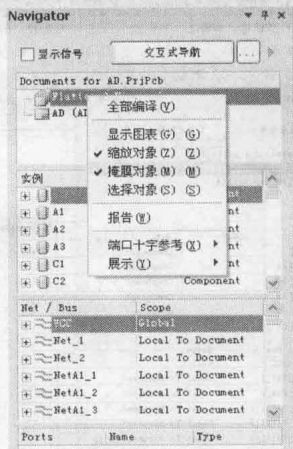 Navigator
显示信号
交互式导航
...
Documents for AD.PrjPcb
AD (AD
全部编译(V)
显示图表(G) (G)
缩放对象(Z) (Z)
掩膜对象(M) (M)
选择对象(S) (S)
报告(W)
端口十字参考(X)
展示(Y)
实例
A1
A2
A3
C1
C2 Component
Net / Bus Scope
VCC Global
Net_1 Local To Document
Net_2 Local To Document
NetA1_1 Local To Document
NetA1_2 Local To Document
NetA1_3 Local To Document
Ports Name Type